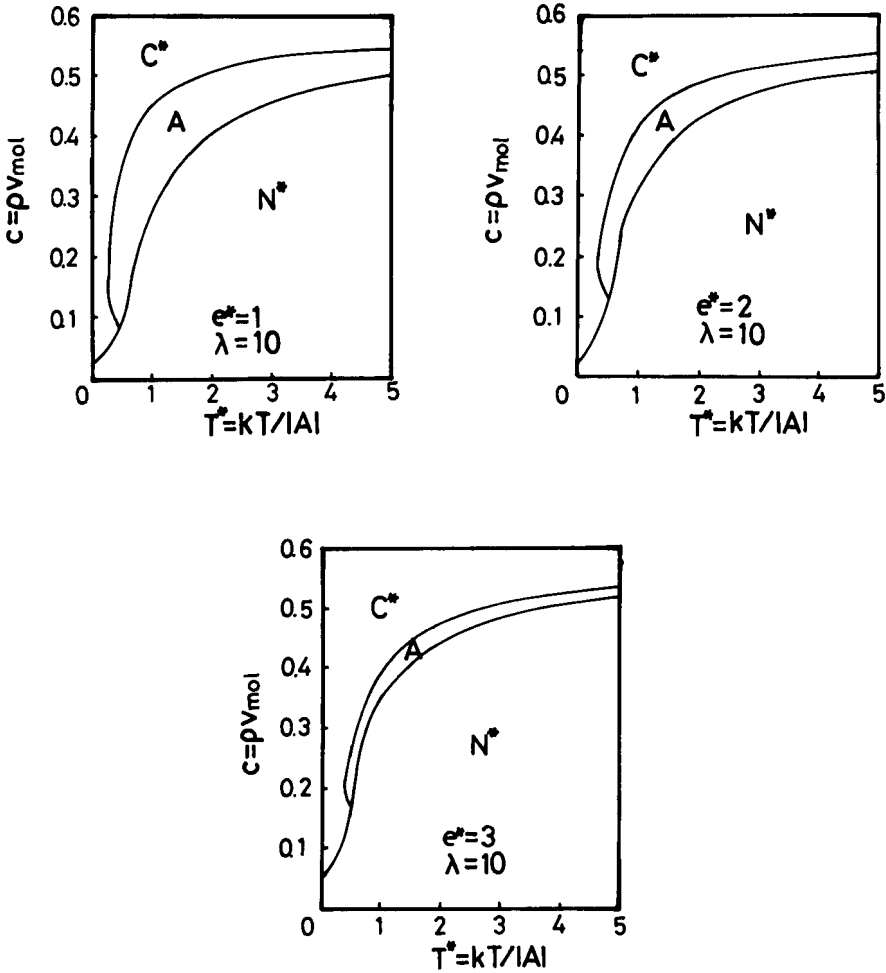 0.6
0.5
0.4
0.3
0.2
0.1
0
c=ρVmol
C*
A
N*
e*=1
λ=10
1
2
3
4
5
T*=kT/|A|
0.6
0.5
0.4
0.3
0.2
0.1
0
c=ρVmol
C*
A
N*
e*=2
λ=10
1
2
3
4
5
T*=kT/|A|
0.6
0.5
0.4
0.3
0.2
0.1
0
c=ρVmol
C*
A
N*
e*=3
λ=10
1
2
3
4
5
T*=kT/|A|